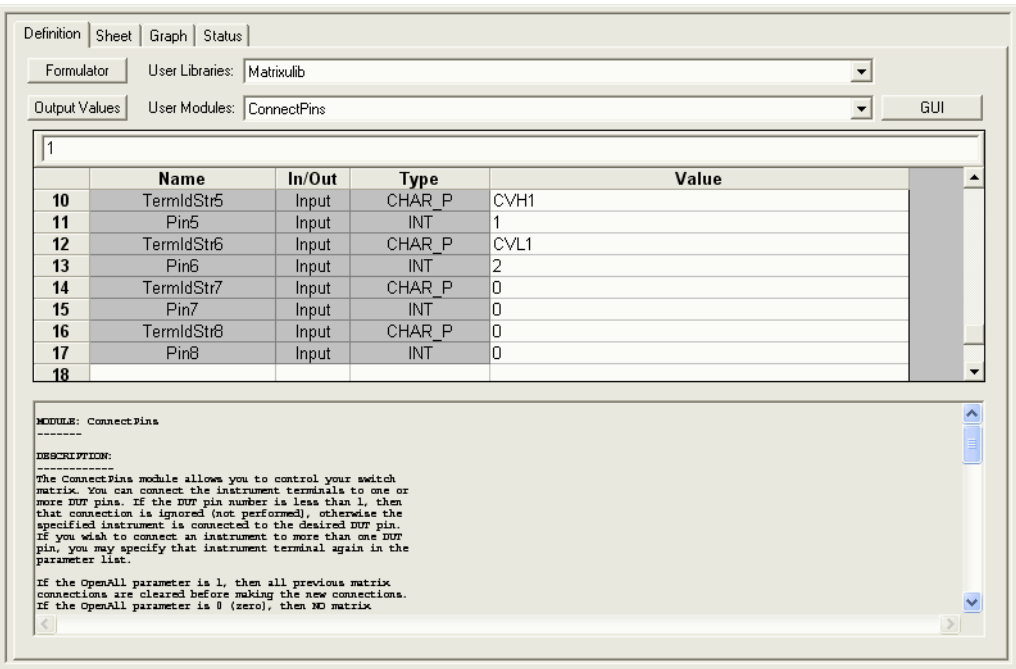 Definition Sheet Graph Status
Formulator User Libraries: Matrixulib
Output Values User Modules: ConnectPins GUI
1
Name In/Out Type Value
10 TermIdStr5 Input CHAR_P CVH1
11 Pin5 Input INT 1
12 TermIdStr6 Input CHAR_P CVL1
13 Pin6 Input INT 2
14 TermIdStr7 Input CHAR_P 0
15 Pin7 Input INT 0
16 TermIdStr8 Input CHAR_P 0
17 Pin8 Input INT 0
18
MODULE: ConnectPins
-------
DESCRIPTION:
------------
The ConnectPins module allows you to control your switch
matrix. You can connect the instrument terminals to one or
more DUT pins. If the DUT pin number is less than 1, then
that connection is ignored (not performed), otherwise the
specified instrument is connected to the desired DUT pin.
If you wish to connect an instrument to more than one DUT
pin, you may specify that instrument terminal again in the
parameter list.
If the OpenAll parameter is 1, then all previous matrix
connections are cleared before making the new connections.
If the OpenAll parameter is 0 (zero), then NO matrix